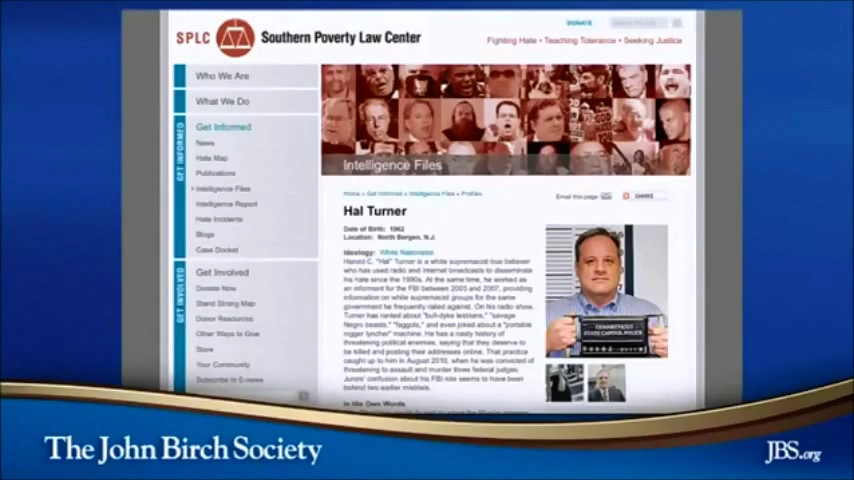 SPLC Southern Poverty Law Center
DONATE
Fighting Hate • Teaching Tolerance • Seeking Justice
Who We Are
What We Do
GET INFORMED
Get Informed
News
Hate Map
Publications
Intelligence Files
Intelligence Report
Hate Incidents
Blogs
Case Docket
GET INVOLVED
Get Involved
Donate Now
Stand Strong Map
Donor Resources
Other Ways to Give
Store
Your Community
Subscribe to E-news
Intelligence Files
Home » Get Informed » Intelligence Files » Profiles
Email this page
SHARE
Hal Turner
Date of Birth: 1962
Location: North Bergen, N.J.
Ideology: White Nationalist
Harold C. "Hal" Turner is a white supremacist true believer
who has used radio and internet broadcasts to disseminate
his hate since the 1990s. At the same time, he worked as
an informant for the FBI between 2003 and 2007, providing
information on white supremacist groups for the same
government he frequently railed against. On his radio show,
Turner has ranted about "bull-dyke lesbians," "savage
Negro beasts," "faggots," and even joked about a "portable
nigger lyncher" machine. He has a nasty history of
threatening political enemies, saying that they deserve to
be killed and posting their addresses online. That practice
caught up to him in August 2010, when he was convicted of
threatening to assault and murder three federal judges.
Jurors' confusion about his FBI role seems to have been
behind two earlier mistrials.
In His Own Words
CONNECTICUT
STATE CAPITOL POLICE
The John Birch Society
JBS.org